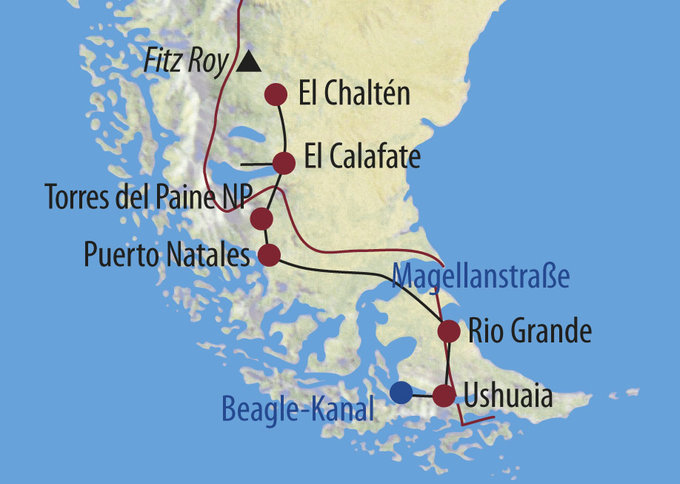 Fitz Roy
El Chaltén
El Calafate
Torres del Paine NP
Puerto Natales
Magellanstraße
Rio Grande
Ushuaia
Beagle-Kanal